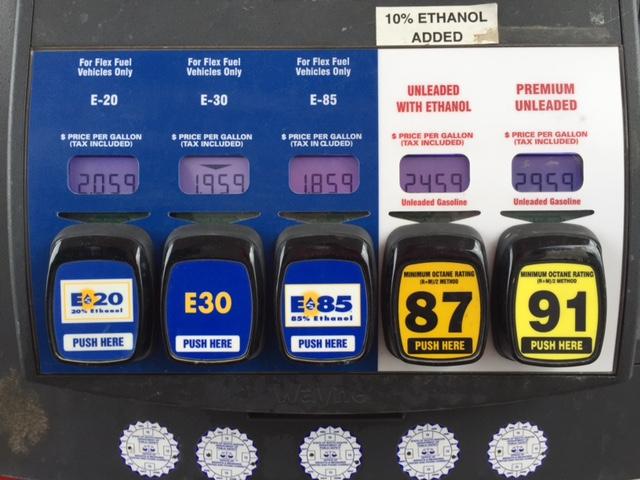 10% ETHANOL
ADDED
For Flex Fuel
Vehicles Only
E-20
$ PRICE PER GALLON
(TAX INCLUDED)
2.059
For Flex Fuel
Vehicles Only
E-30
$ PRICE PER GALLON
(TAX INCLUDED)
1.959
For Flex Fuel
Vehicles Only
E-85
$ PRICE PER GALLON
(TAX INCLUDED)
1.859
UNLEADED
WITH ETHANOL
$ PRICE PER GALLON
(TAX INCLUDED)
2.459
Unleaded Gasoline
PREMIUM
UNLEADED
$ PRICE PER GALLON
(TAX INCLUDED)
2.959
Unleaded Gasoline
E-20
20% Ethanol
PUSH HERE
E30
PUSH HERE
E-85
85% Ethanol
PUSH HERE
MINIMUM OCTANE RATING
(R+M)/2 METHOD
87
PUSH HERE
MINIMUM OCTANE RATING
(R+M)/2 METHOD
91
PUSH HERE
Wayne